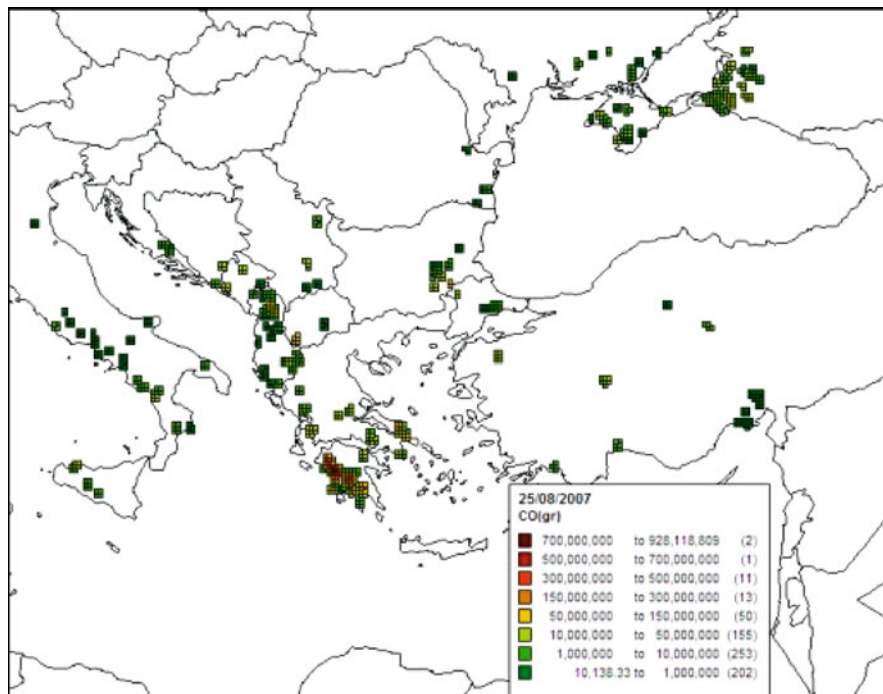 25/08/2007
CO(gr)
700,000,000 to 928,118,809 (2)
500,000,000 to 700,000,000 (1)
300,000,000 to 500,000,000 (11)
150,000,000 to 300,000,000 (13)
50,000,000 to 150,000,000 (50)
10,000,000 to 50,000,000 (155)
1,000,000 to 10,000,000 (253)
10,138.33 to 1,000,000 (202)